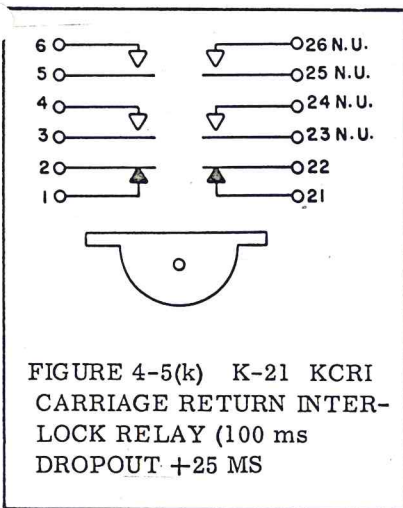 6 26 N.U.
5 25 N.U.
4 24 N.U.
3 23 N.U.
2 22
1 21
FIGURE 4-5(k) K-21 KCRI
CARRIAGE RETURN INTER-
LOCK RELAY (100 ms
DROPOUT +25 MS